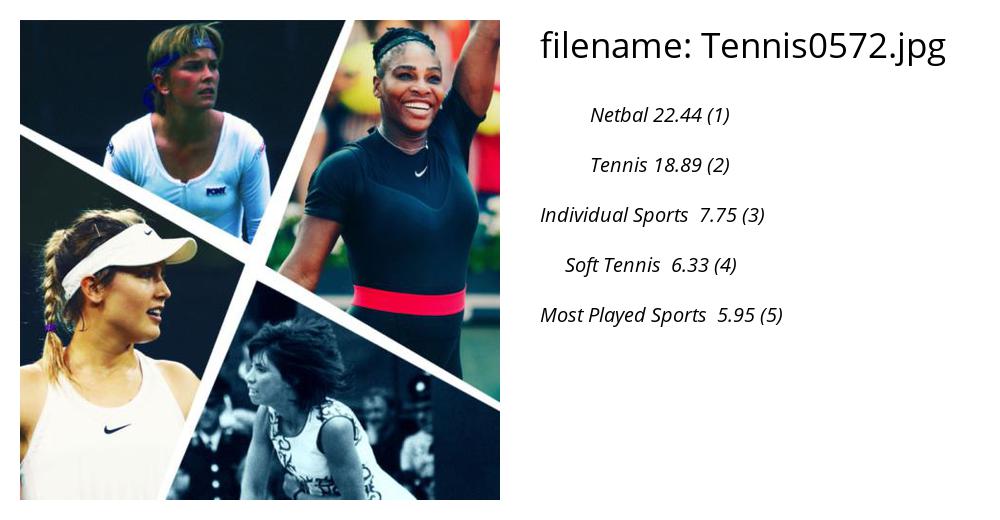 PONY
filename: Tennis0572.jpg
Netbal 22.44 (1)
Tennis 18.89 (2)
Individual Sports 7.75 (3)
Soft Tennis 6.33 (4)
Most Played Sports 5.95 (5)